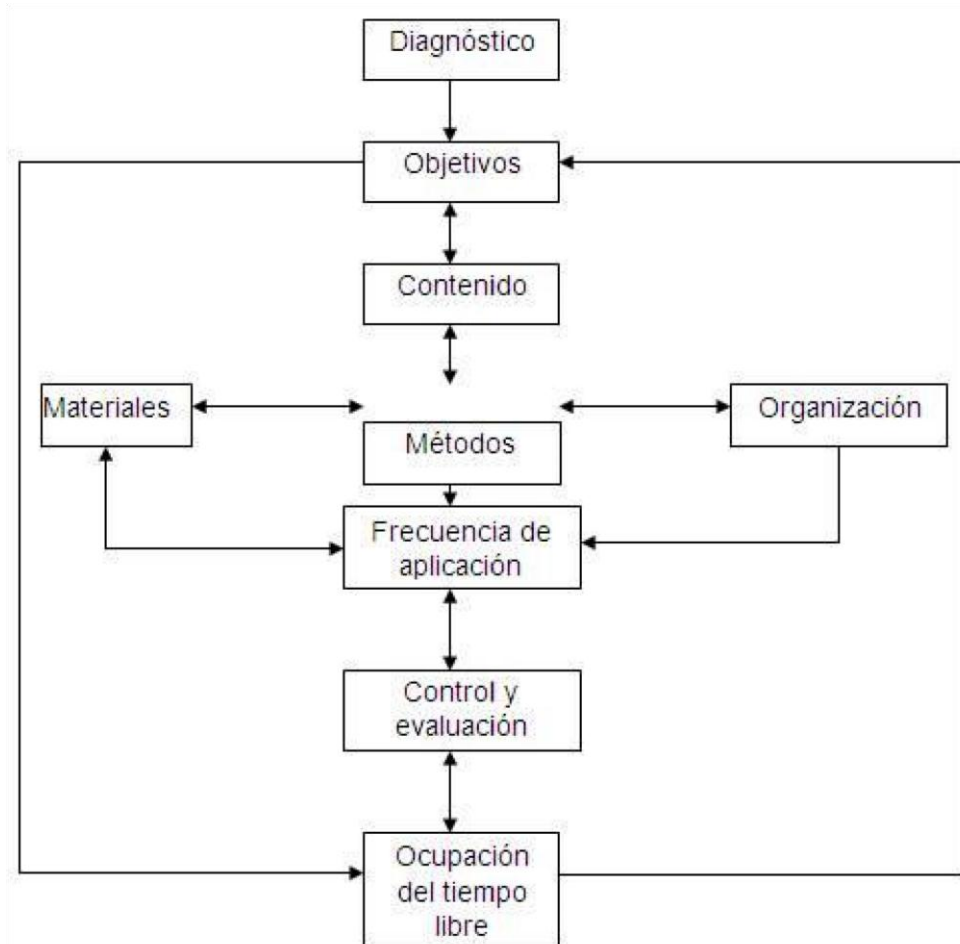 Diagnóstico
Objetivos
Contenido
Materiales
Organización
Métodos
Frecuencia de
aplicación
Control y
evaluación
Ocupación
del tiempo
libre